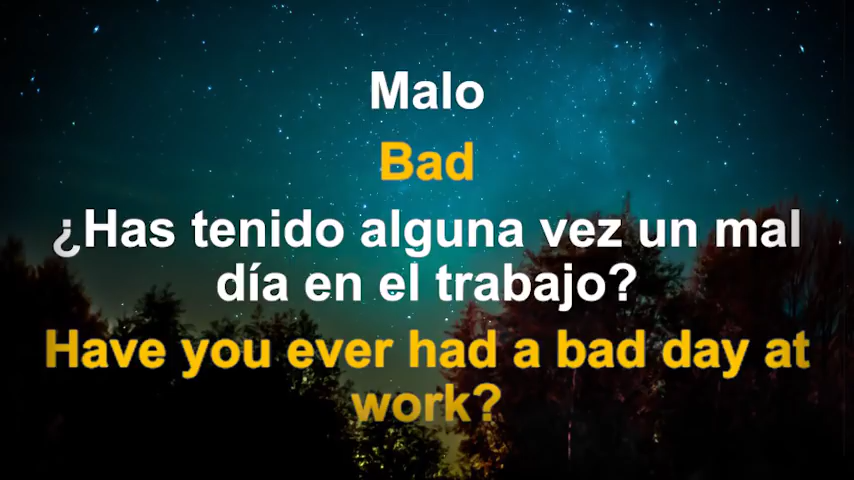 Malo
Bad
¿Has tenido alguna vez un mal
día en el trabajo?
Have you ever had a bad day at
work?